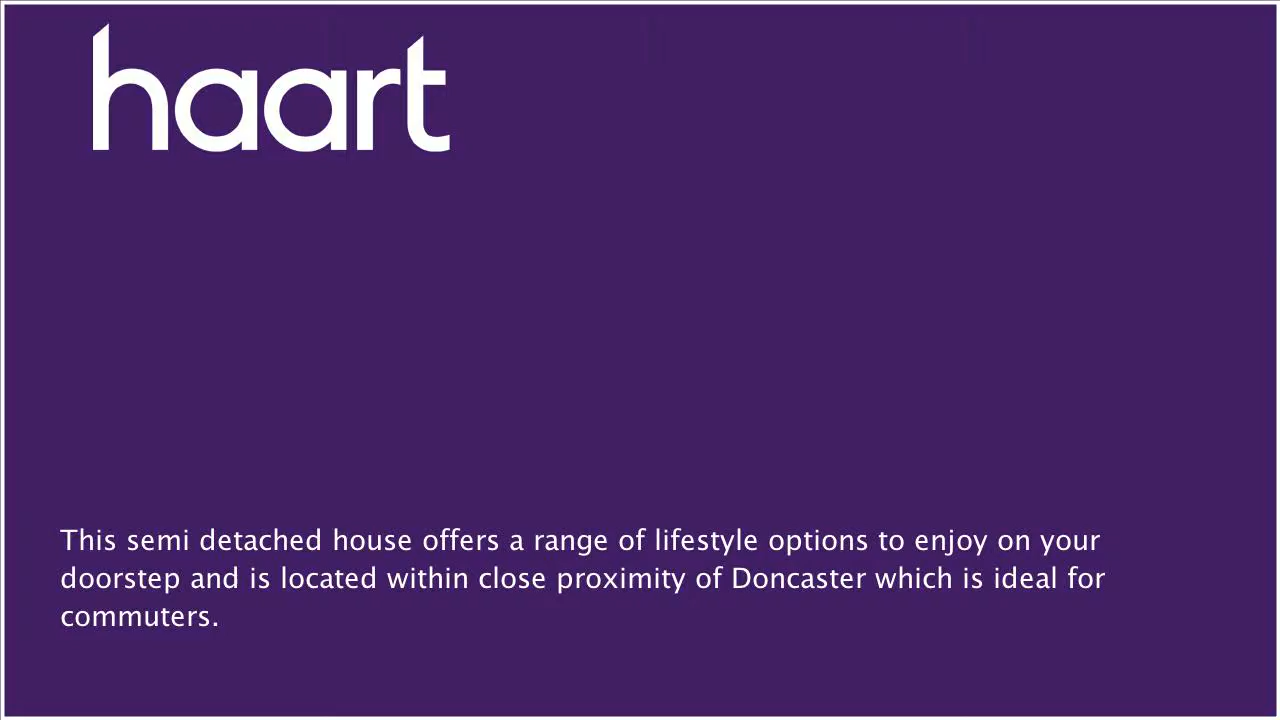 haart
This semi detached house offers a range of lifestyle options to enjoy on your
doorstep and is located within close proximity of Doncaster which is ideal for
commuters.